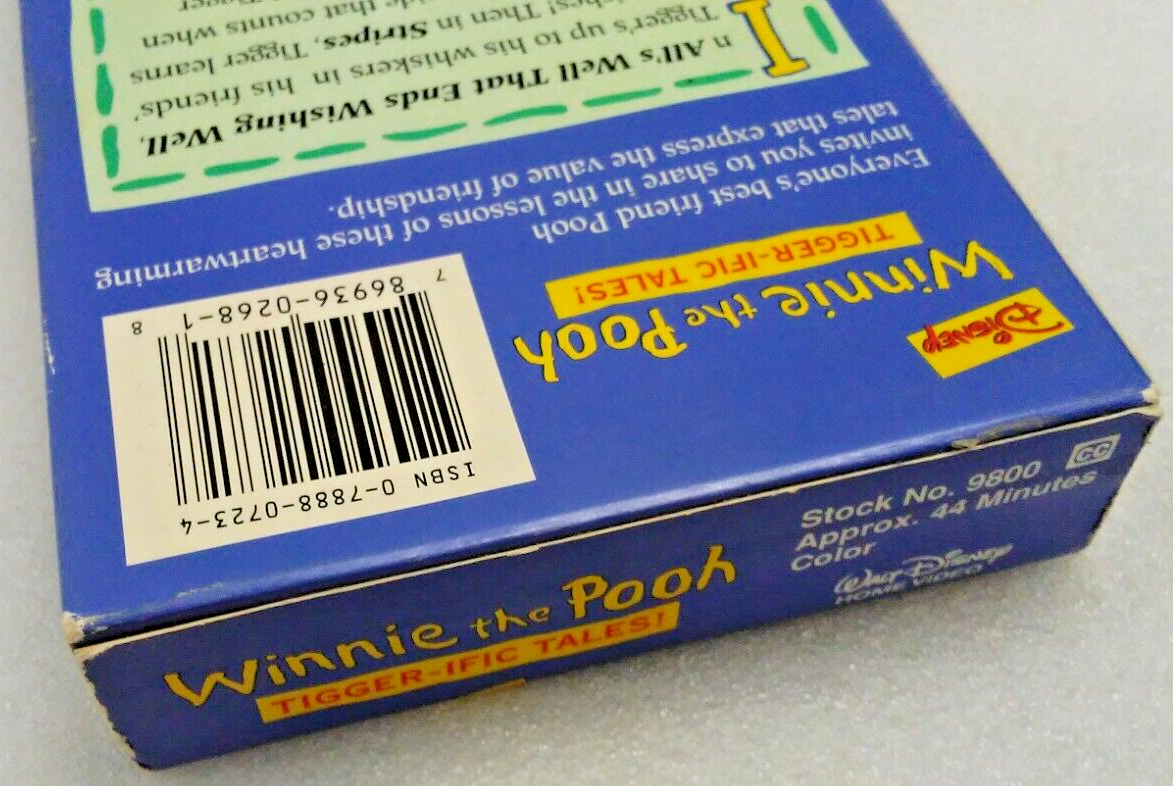 Disney
Winnie the Pooh
TIGGER-IFIC TALES!
ISBN 0-7888-0723-4
7 86936-0268-1 8
Everyone's best friend Pooh
invites you to share in the lessons of these heartwarming
tales that express the value of friendship.
In All's Well That Ends Wishing Well,
Tigger's up to his whiskers in his friends'
Then in Stripes, Tigger learns
that counts when
Tigger
Winnie the Pooh
TIGGER-IFIC TALES!
Stock No. 9800 CC
Approx. 44 Minutes
Color
WALT DISNEY
HOME VIDEO